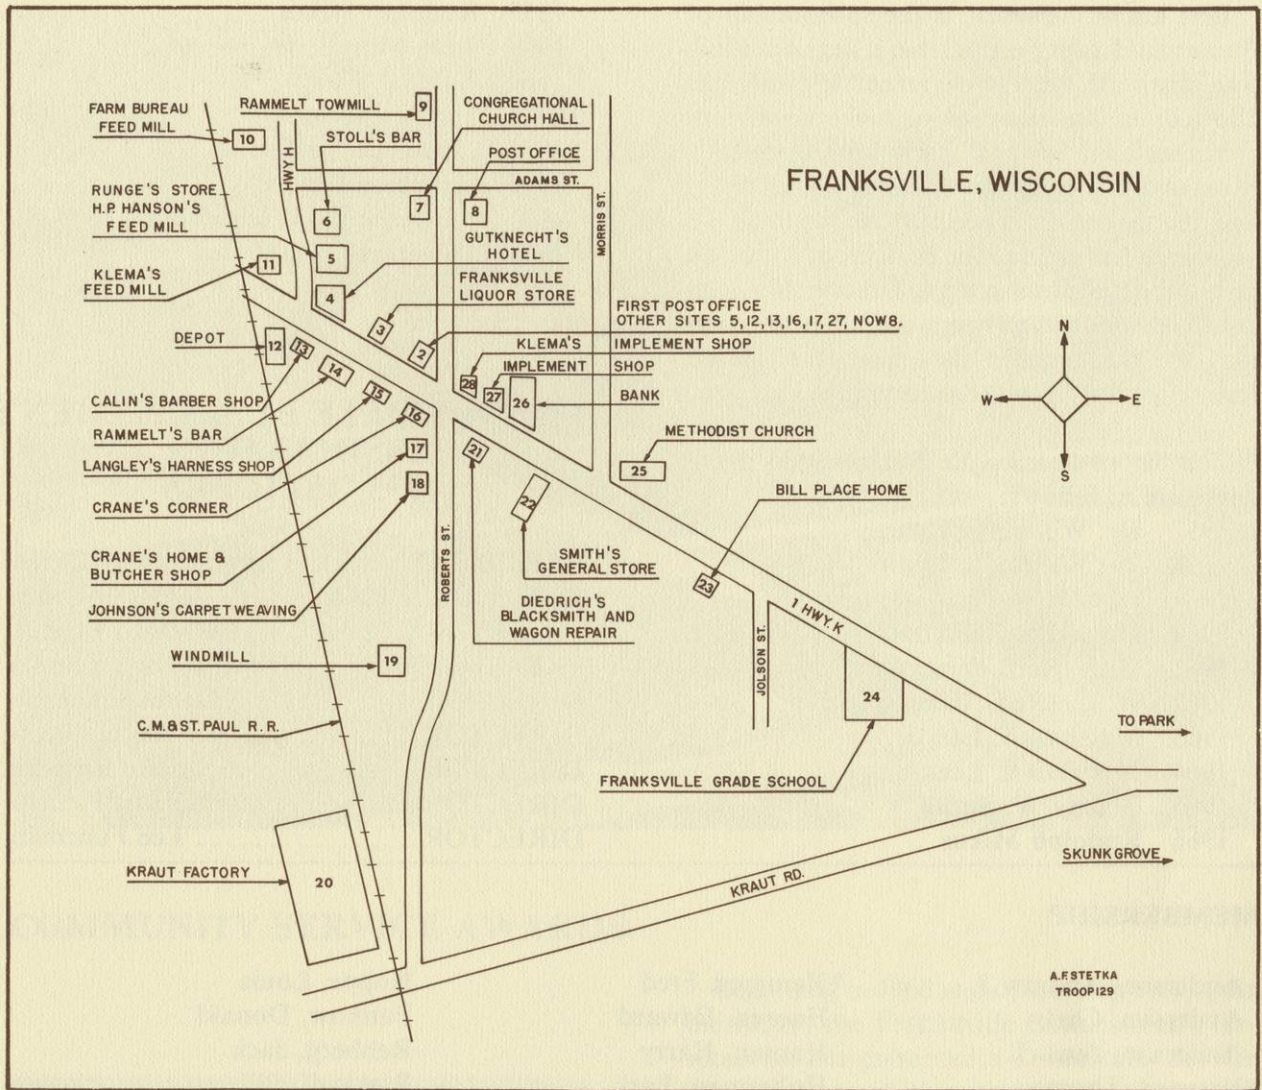 FRANKSVILLE, WISCONSIN
FARM BUREAU
FEED MILL
10
RAMMELT TOWMILL
9
HWY H
STOLL'S BAR
CONGREGATIONAL
CHURCH HALL
POST OFFICE
ADAMS ST.
RUNGE'S STORE
H.P. HANSON'S
FEED MILL
6
7
8
MORRIS ST.
GUTKNECHT'S
HOTEL
5
11
KLEMA'S
FEED MILL
4
FRANKSVILLE
LIQUOR STORE
3
2
FIRST POST OFFICE
OTHER SITES 5,12,13,16,17,27, NOW 8.
DEPOT
12
13
14
15
16
KLEMA'S IMPLEMENT SHOP
IMPLEMENT SHOP
28
27
26
BANK
N
W
E
S
CALIN'S BARBER SHOP
RAMMELT'S BAR
LANGLEY'S HARNESS SHOP
CRANE'S CORNER
17
18
21
22
METHODIST CHURCH
25
BILL PLACE HOME
23
CRANE'S HOME &
BUTCHER SHOP
JOHNSON'S CARPET WEAVING
ROBERTS ST.
SMITH'S
GENERAL STORE
DIEDRICH'S
BLACKSMITH AND
WAGON REPAIR
1 HWY. K
JOLSON ST.
WINDMILL
19
24
C.M.&ST. PAUL R.R.
TO PARK
FRANKSVILLE GRADE SCHOOL
SKUNK GROVE
KRAUT FACTORY
20
KRAUT RD.
A.F. STETKA
TROOP 129